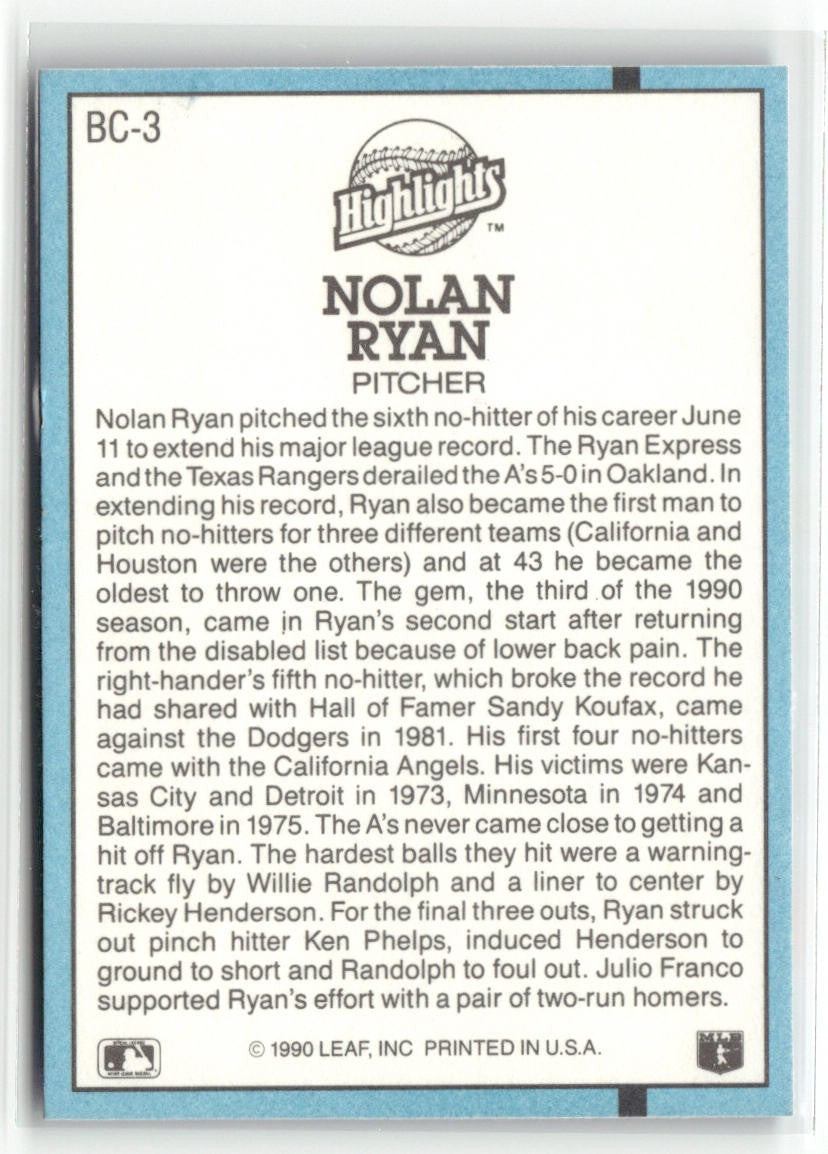 BC-3
Highlights
TM
NOLAN
RYAN
PITCHER
Nolan Ryan pitched the sixth no-hitter of his career June
11 to extend his major league record. The Ryan Express
and the Texas Rangers derailed the A's 5-0 in Oakland. In
extending his record, Ryan also became the first man to
pitch no-hitters for three different teams (California and
Houston were the others) and at 43 he became the
oldest to throw one. The gem, the third of the 1990
season, came in Ryan's second start after returning
from the disabled list because of lower back pain. The
right-hander's fifth no-hitter, which broke the record he
had shared with Hall of Famer Sandy Koufax, came
against the Dodgers in 1981. His first four no-hitters
came with the California Angels. His victims were Kan-
sas City and Detroit in 1973, Minnesota in 1974 and
Baltimore in 1975. The A's never came close to getting a
hit off Ryan. The hardest balls they hit were a warning-
track fly by Willie Randolph and a liner to center by
Rickey Henderson. For the final three outs, Ryan struck
out pinch hitter Ken Phelps, induced Henderson to
ground to short and Randolph to foul out. Julio Franco
supported Ryan's effort with a pair of two-run homers.
© 1990 LEAF, INC PRINTED IN U.S.A.
MLB